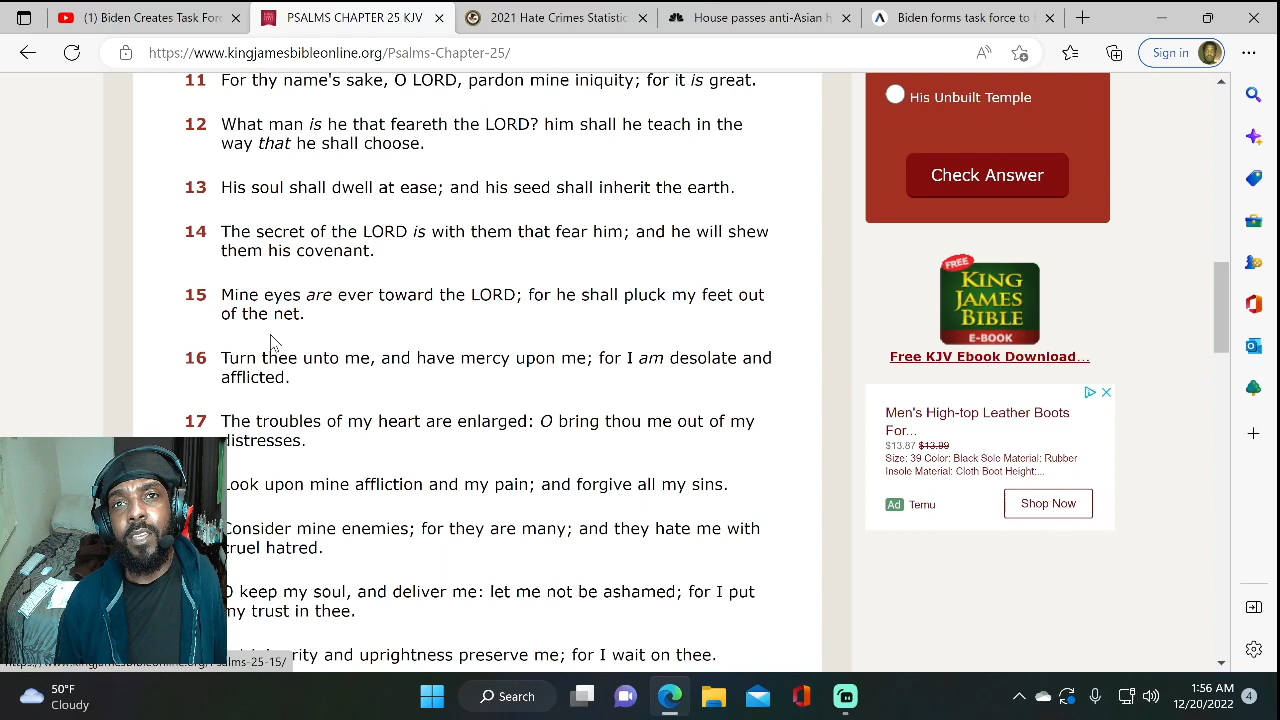 (1) Biden Creates Task Forc
PSALMS CHAPTER 25 KJV
2021 Hate Crimes Statistic
House passes anti-Asian h
Biden forms task force to
https://www.kingjamesbibleonline.org/Psalms-Chapter-25/
Sign in
11 For thy name's sake, O LORD, pardon mine iniquity; for it is great.
12 What man is he that feareth the LORD? him shall he teach in the
way that he shall choose.
13 His soul shall dwell at ease; and his seed shall inherit the earth.
14 The secret of the LORD is with them that fear him; and he will shew
them his covenant.
15 Mine eyes are ever toward the LORD; for he shall pluck my feet out
of the net.
16 Turn thee unto me, and have mercy upon me; for I am desolate and
afflicted.
17 The troubles of my heart are enlarged: O bring thou me out of my
distresses.
Look upon mine affliction and my pain; and forgive all my sins.
Consider mine enemies; for they are many; and they hate me with
cruel hatred.
O keep my soul, and deliver me: let me not be ashamed; for I put
my trust in thee.
and uprightness preserve me; for I wait on thee.
His Unbuilt Temple
Check Answer
FREE
KING
JAMES
BIBLE
E-BOOK
Free KJV Ebook Download...
Men's High-top Leather Boots
For...
$13.87 $13.99
Size: 39 Color: Black Sole Material: Rubber
Insole Material: Cloth Boot Height:...
Ad Temu
Shop Now
50°F
Cloudy
Search
1:56 AM
12/20/2022
4